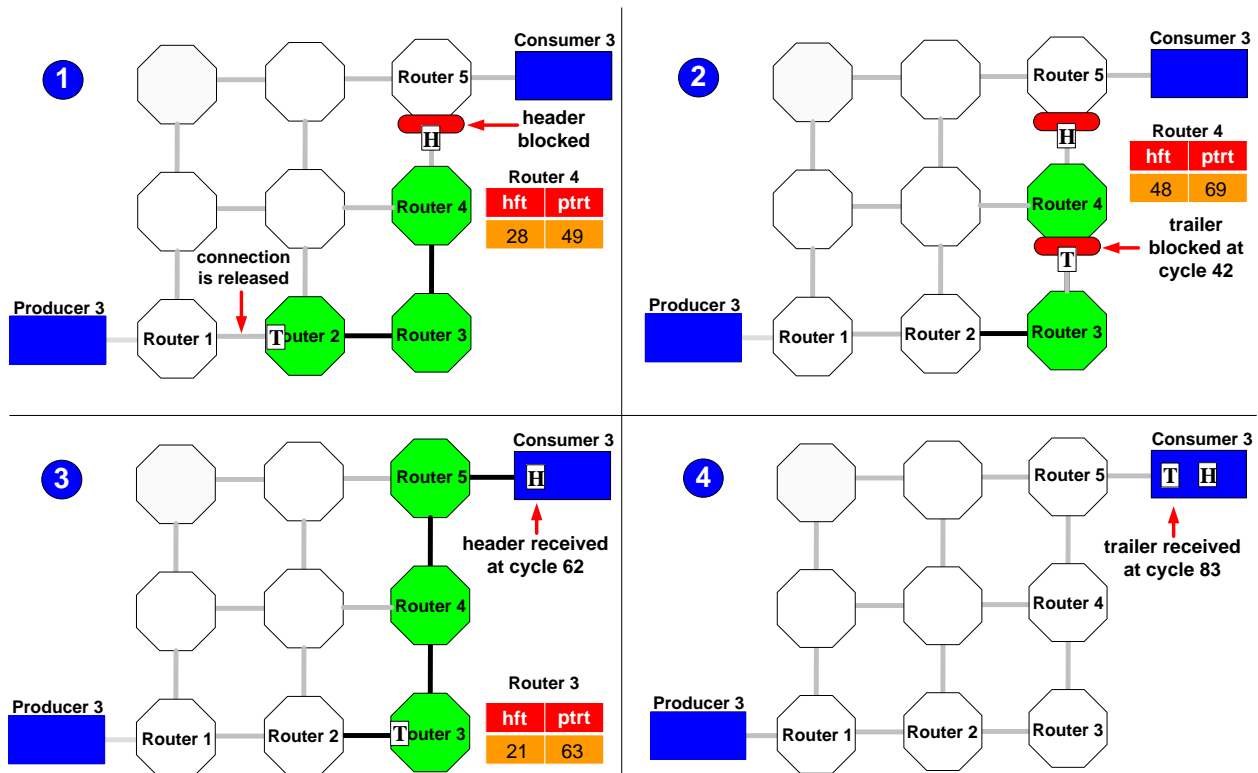 1
Consumer 3
Router 5
header
blocked
H
Router 4
Router 4
hft ptrt
28 49
connection
is released
Producer 3
Router 1
T
outer 2
Router 3
2
Consumer 3
Router 5
H
Router 4
hft ptrt
48 69
Router 4
trailer
blocked at
cycle 42
T
Producer 3
Router 1
Router 2
Router 3
3
Consumer 3
Router 5
H
header received
at cycle 62
Router 4
Router 3
hft ptrt
21 63
Producer 3
Router 1
Router 2
T
outer 3
4
Consumer 3
Router 5
T H
trailer received
at cycle 83
Router 4
Producer 3
Router 1
Router 2
Router 3